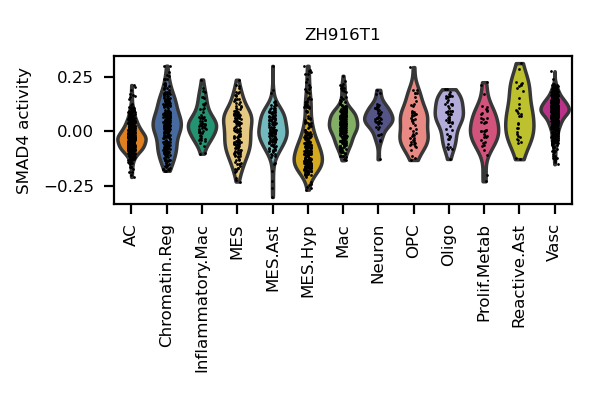 ZH916T1
SMAD4 activity
0.25
0.00
−0.25
AC
Chromatin.Reg
Inflammatory.Mac
MES
MES.Ast
MES.Hyp
Mac
Neuron
OPC
Oligo
Prolif.Metab
Reactive.Ast
Vasc